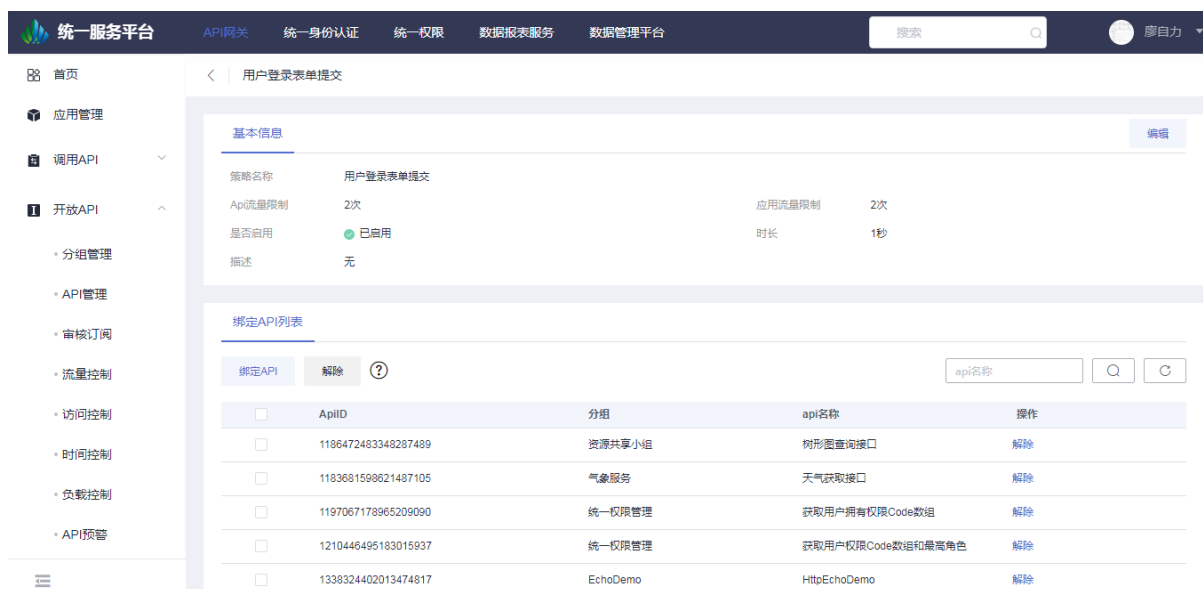 统一服务平台 API网关 统一身份认证 统一权限 数据报表服务 数据管理平台 搜索 廖自力
首页
应用管理
调用API
开放API
分组管理
API管理
审核订阅
流量控制
访问控制
时间控制
负载控制
API预警
用户登录表单提交
基本信息 编辑
策略名称 用户登录表单提交
Api流量限制 2次 应用流量限制 2次
是否启用 已启用 时长 1秒
描述 无
绑定API列表
绑定API 解除 ? api名称
ApiID 分组 api名称 操作
1186472483348287489 资源共享小组 树形图查询接口 解除
1183681598621487105 气象服务 天气获取接口 解除
1197067178965209090 统一权限管理 获取用户拥有权限Code数组 解除
1210446495183015937 统一权限管理 获取用户权限Code数组和最高角色 解除
1338324402013474817 EchoDemo HttpEchoDemo 解除